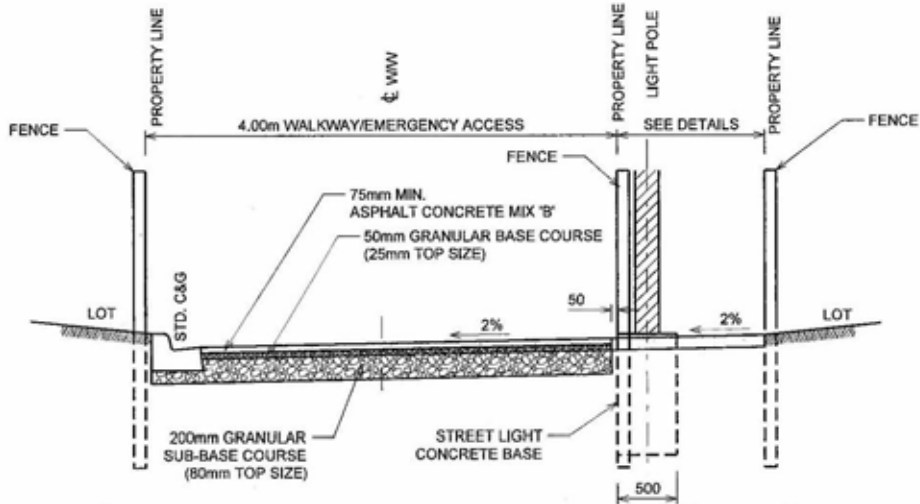 PROPERTY LINE
℄ W/W
PROPERTY LINE
LIGHT POLE
PROPERTY LINE
FENCE
4.00m WALKWAY/EMERGENCY ACCESS
SEE DETAILS
FENCE
FENCE
75mm MIN.
ASPHALT CONCRETE MIX "B"
50mm GRANULAR BASE COURSE
(25mm TOP SIZE)
STD. C&G
LOT
50
2%
2%
LOT
200mm GRANULAR
SUB-BASE COURSE
(80mm TOP SIZE)
STREET LIGHT
CONCRETE BASE
500